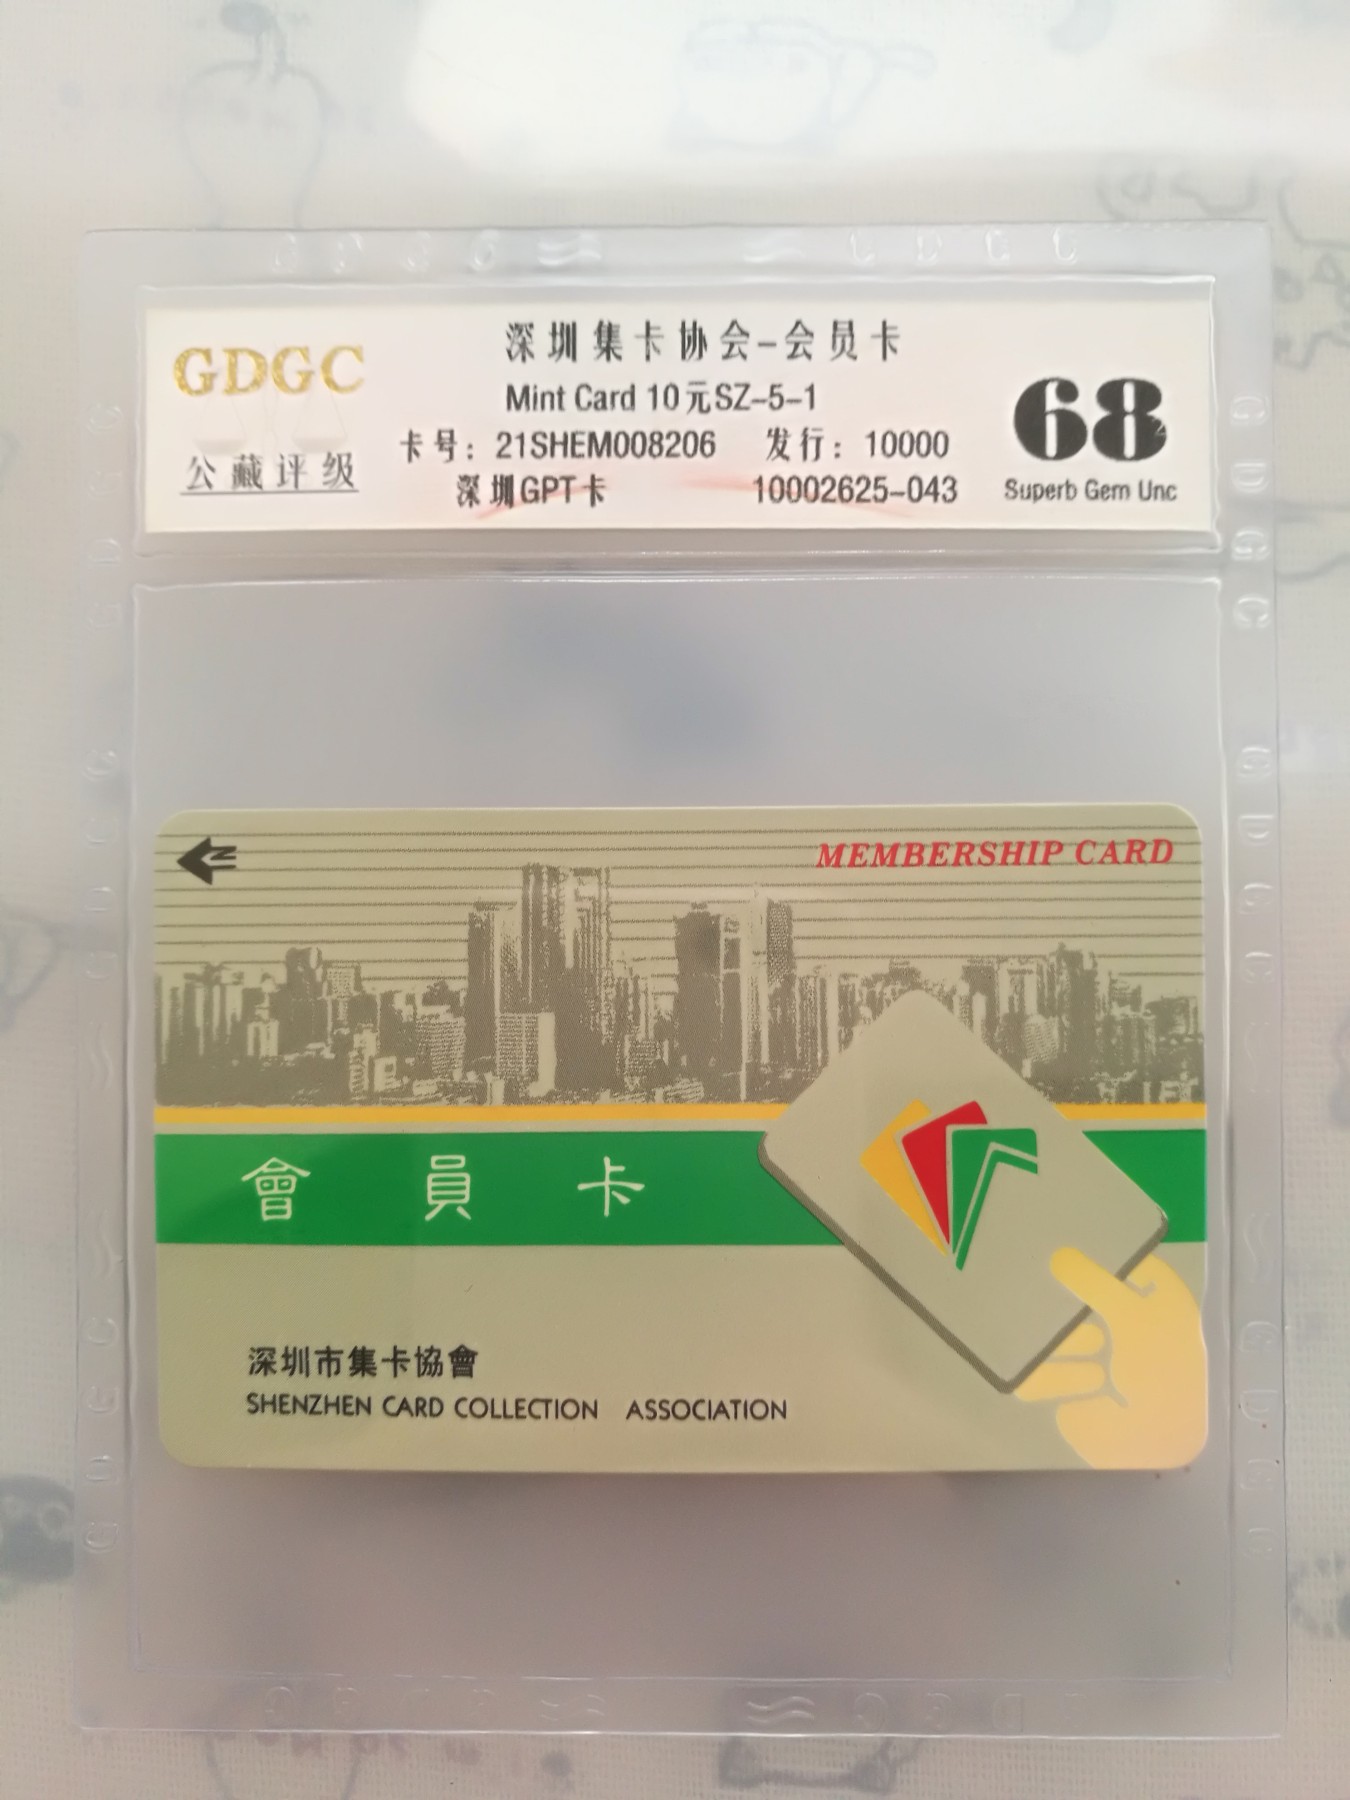 GDGC
公藏评级
深圳集卡协会-会员卡
Mint Card 10元SZ-5-1
卡号：21SHEM008206 发行：10000
深圳GPT卡 10002625-043
68
Superb Gem Unc
MEMBERSHIP CARD
會員卡
深圳市集卡協會
SHENZHEN CARD COLLECTION ASSOCIATION